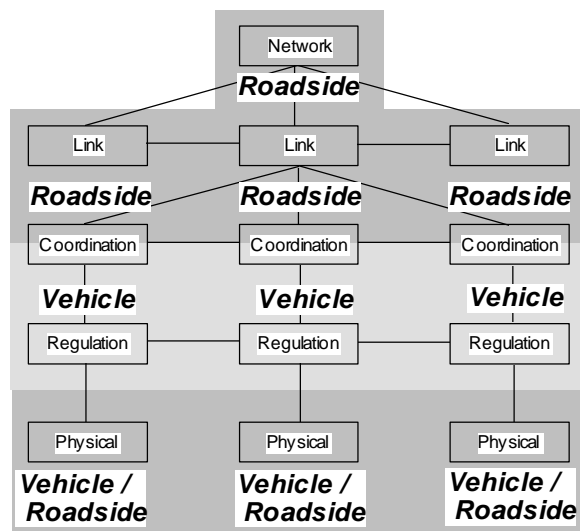 Network
Roadside
Link Link Link
Roadside Roadside Roadside
Coordination Coordination Coordination
Vehicle Vehicle Vehicle
Regulation Regulation Regulation
Physical Physical Physical
Vehicle / Vehicle / Vehicle /
Roadside Roadside Roadside